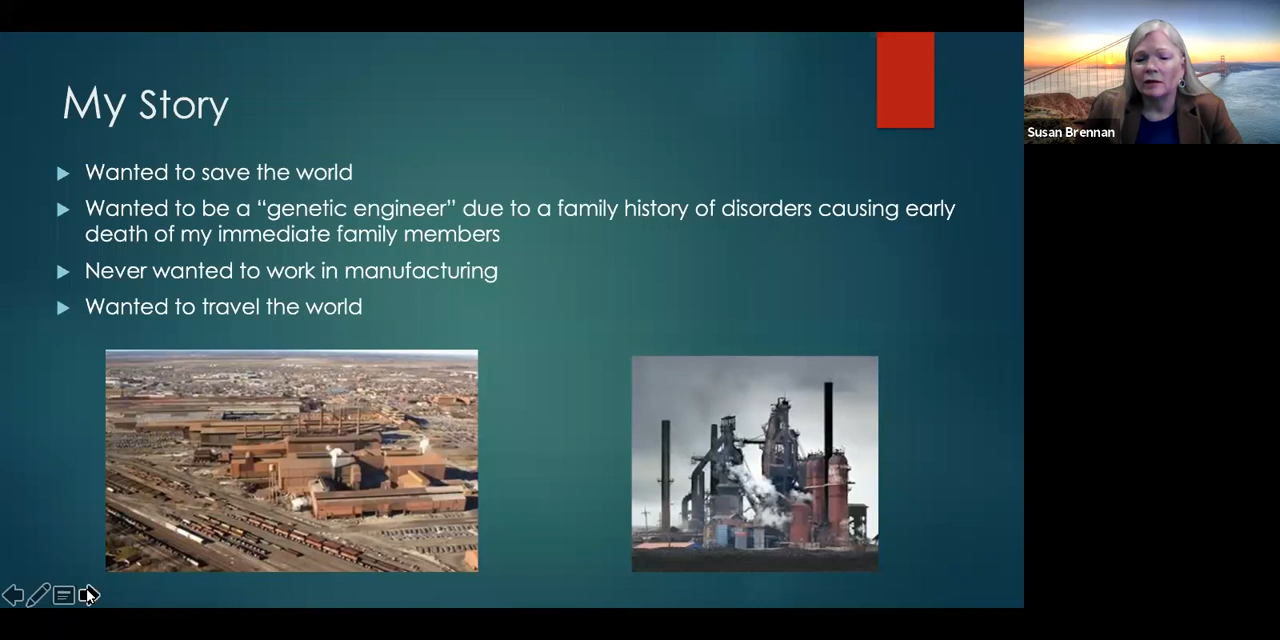 My Story
Wanted to save the world
Wanted to be a “genetic engineer” due to a family history of disorders causing early
death of my immediate family members
Never wanted to work in manufacturing
Wanted to travel the world
Susan Brennan